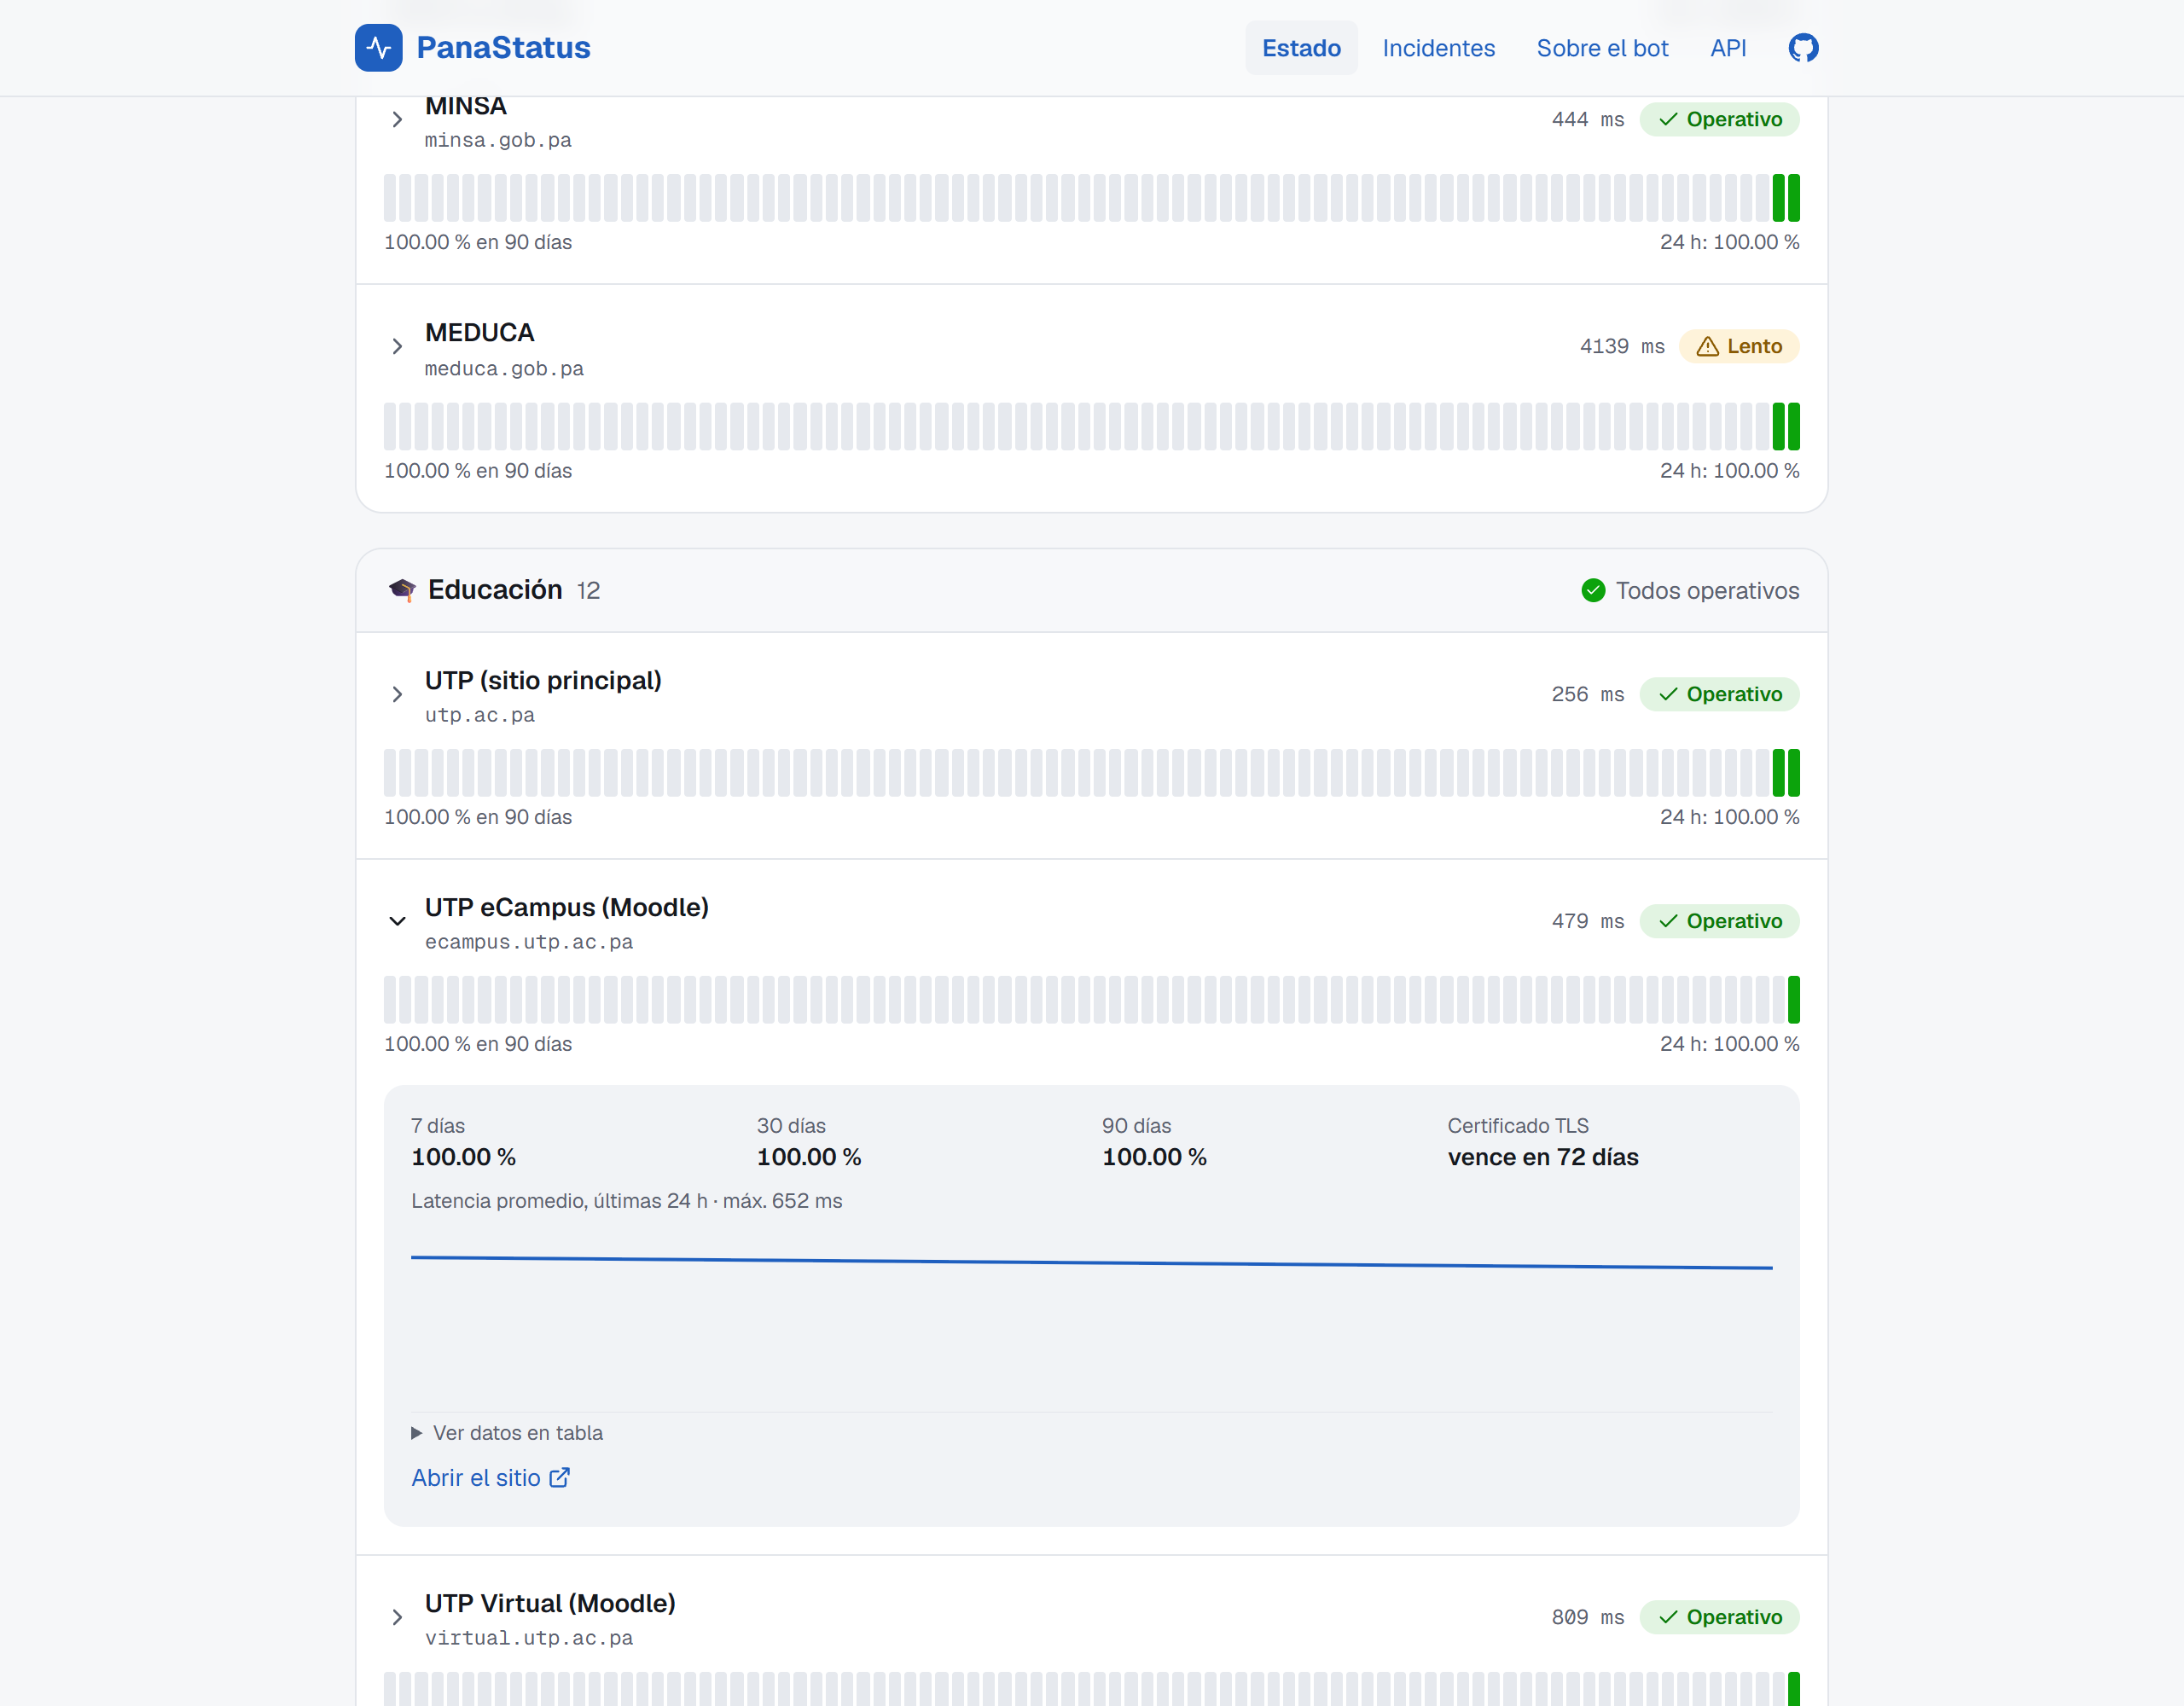 PanaStatus
Estado Incidentes Sobre el bot API
MINSA
444 ms Operativo
minsa.gob.pa
100.00 % en 90 días 24 h: 100.00 %
MEDUCA
4139 ms Lento
meduca.gob.pa
100.00 % en 90 días 24 h: 100.00 %
Educación 12 Todos operativos
UTP (sitio principal)
256 ms Operativo
utp.ac.pa
100.00 % en 90 días 24 h: 100.00 %
UTP eCampus (Moodle)
479 ms Operativo
ecampus.utp.ac.pa
100.00 % en 90 días 24 h: 100.00 %
7 días 30 días 90 días Certificado TLS
100.00 % 100.00 % 100.00 % vence en 72 días
Latencia promedio, últimas 24 h · máx. 652 ms
Ver datos en tabla
Abrir el sitio
UTP Virtual (Moodle)
809 ms Operativo
virtual.utp.ac.pa